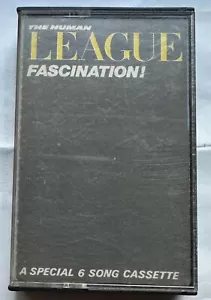 THE HUMAN
LEAGUE
FASCINATION!
A SPECIAL 6 SONG CASSETTE